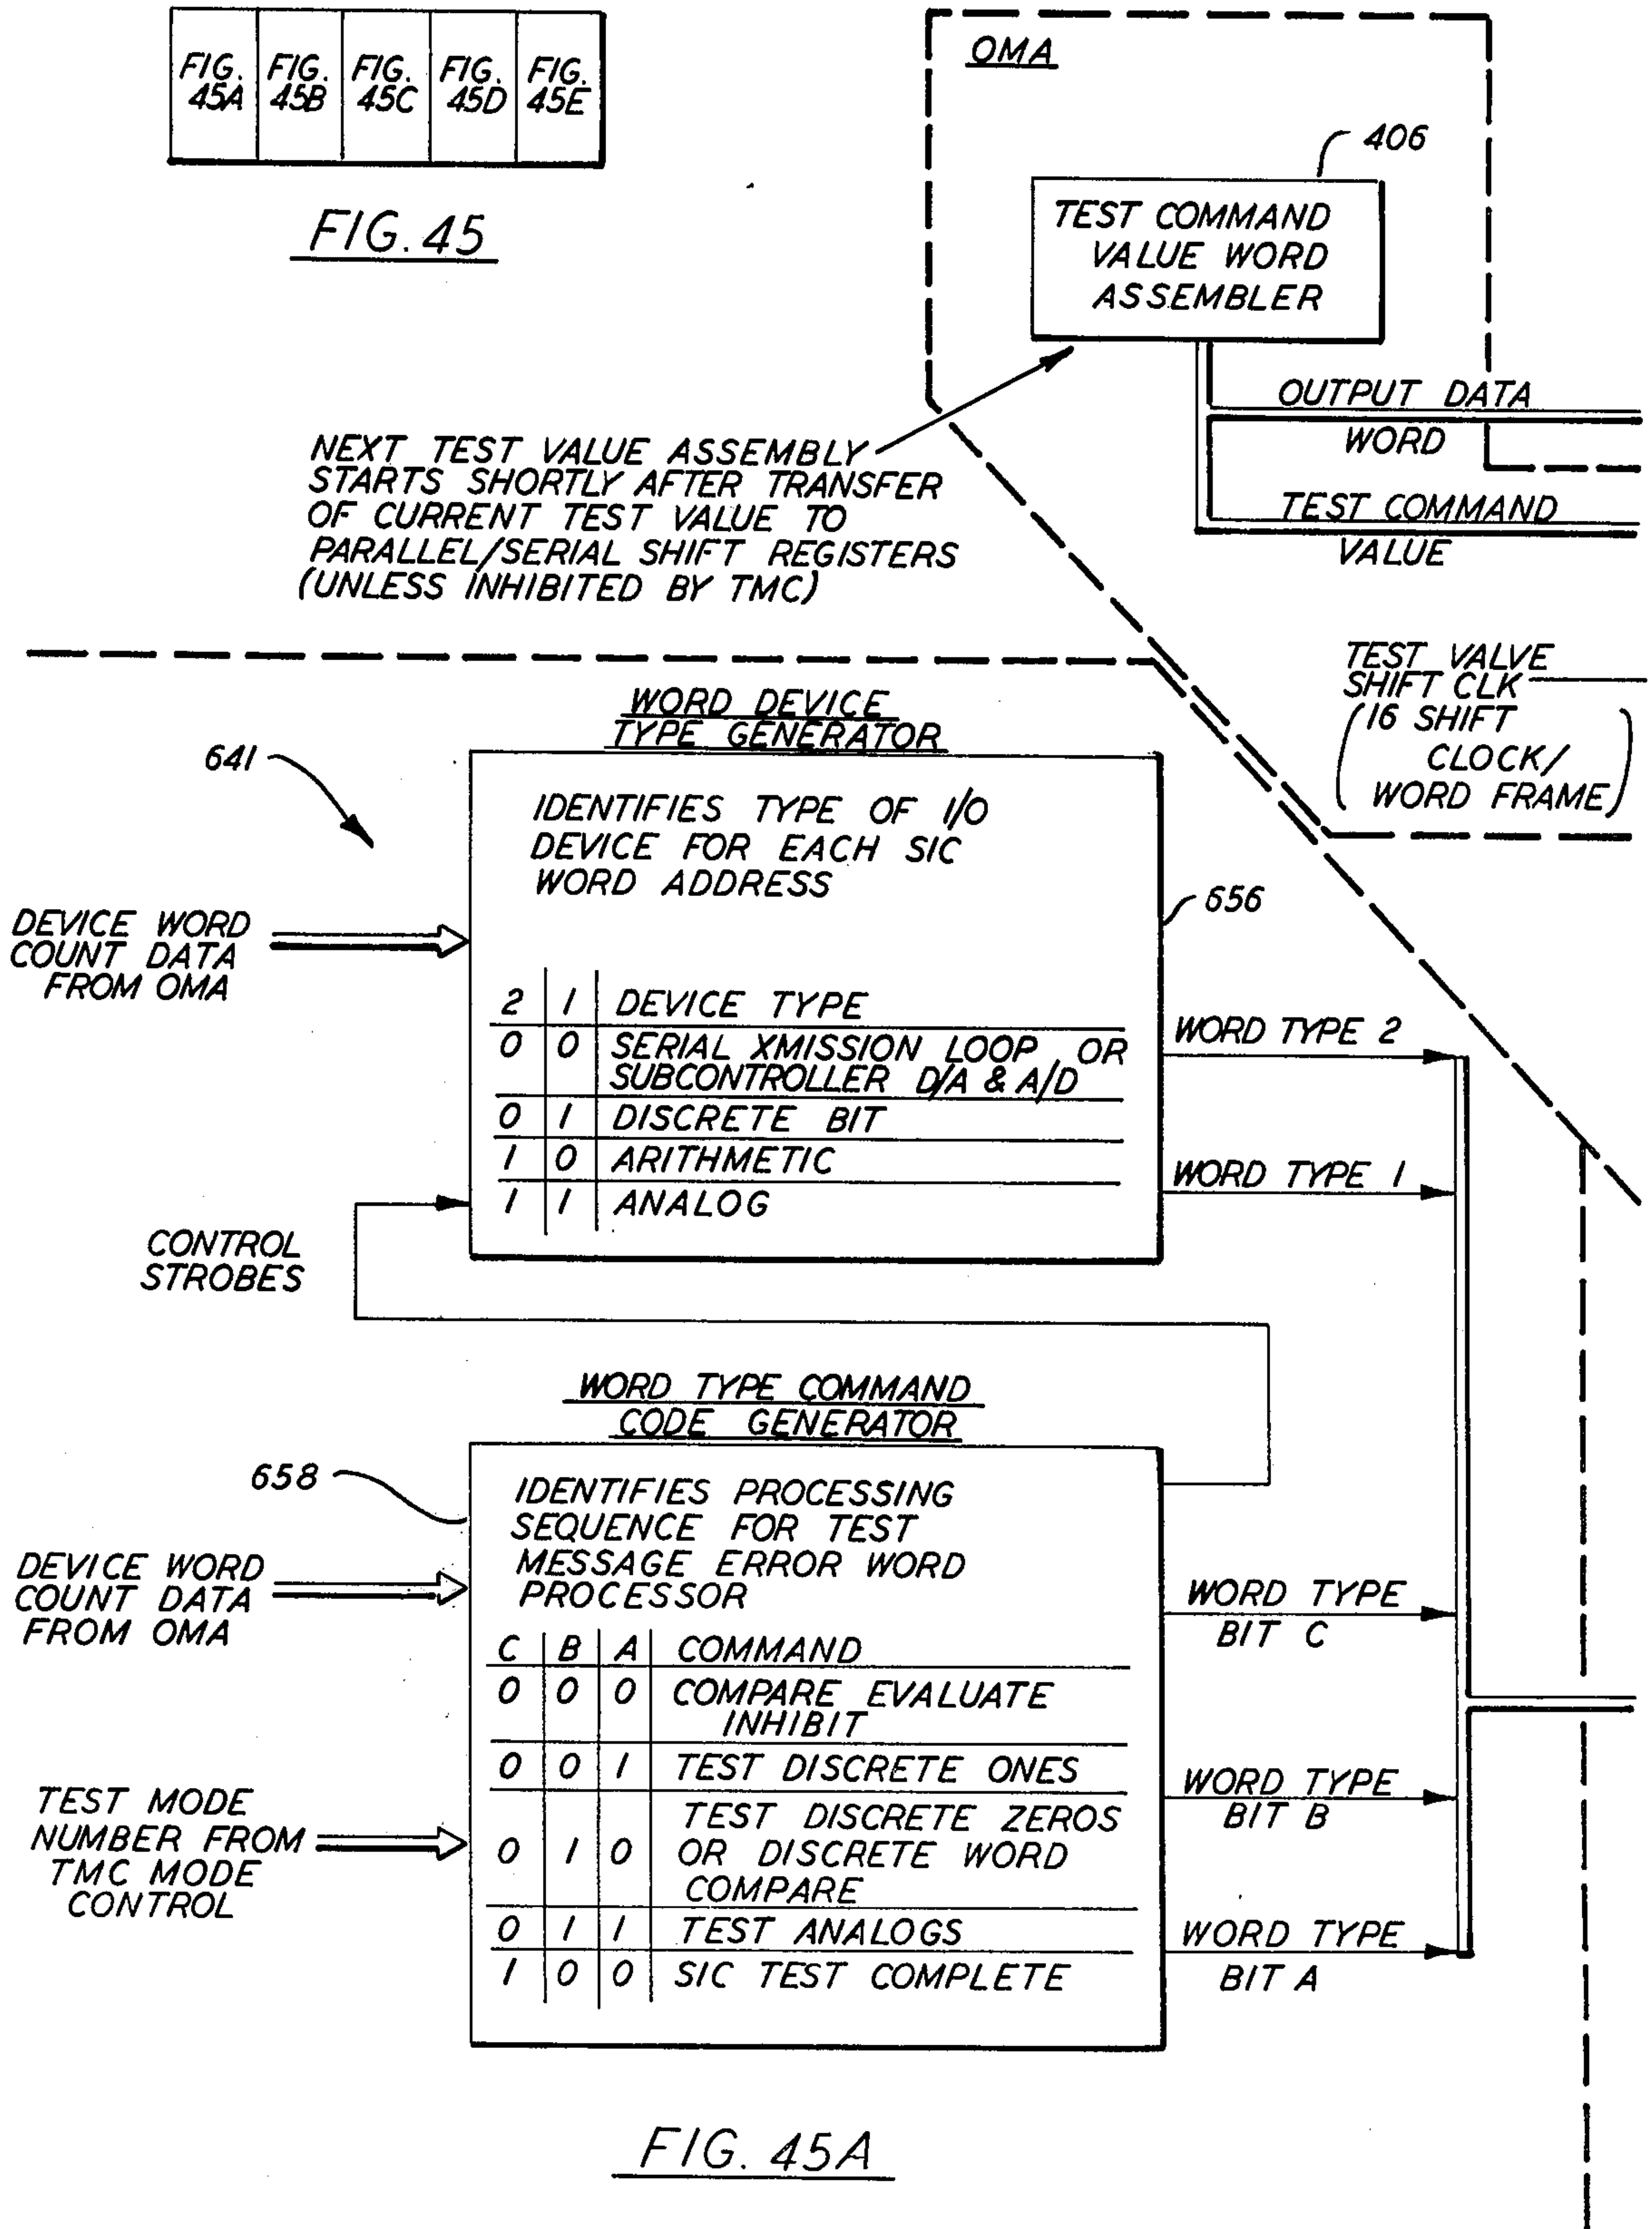 FIG. 45A
FIG. 45B
FIG. 45C
FIG. 45D
FIG. 45E
FIG. 45
OMA
406
TEST COMMAND
VALUE WORD
ASSEMBLER
OUTPUT DATA
WORD
TEST COMMAND
VALUE
NEXT TEST VALUE ASSEMBLY
STARTS SHORTLY AFTER TRANSFER
OF CURRENT TEST VALUE TO
PARALLEL/SERIAL SHIFT REGISTERS
(UNLESS INHIBITED BY TMC)
TEST VALVE
SHIFT CLK
(16 SHIFT
CLOCK/
WORD FRAME)
641
WORD DEVICE
TYPE GENERATOR
IDENTIFIES TYPE OF I/O
DEVICE FOR EACH SIC
WORD ADDRESS
656
DEVICE WORD
COUNT DATA
FROM OMA
2 1 DEVICE TYPE
0 0 SERIAL XMISSION LOOP OR
SUBCONTROLLER D/A & A/D
0 1 DISCRETE BIT
1 0 ARITHMETIC
1 1 ANALOG
WORD TYPE 2
WORD TYPE 1
CONTROL
STROBES
WORD TYPE COMMAND
CODE GENERATOR
658
IDENTIFIES PROCESSING
SEQUENCE FOR TEST
MESSAGE ERROR WORD
PROCESSOR
DEVICE WORD
COUNT DATA
FROM OMA
C B A COMMAND
0 0 0 COMPARE EVALUATE
INHIBIT
0 0 1 TEST DISCRETE ONES
TEST DISCRETE ZEROS
0 1 0 OR DISCRETE WORD
COMPARE
0 1 1 TEST ANALOGS
1 0 0 SIC TEST COMPLETE
TEST MODE
NUMBER FROM
TMC MODE
CONTROL
WORD TYPE
BIT C
WORD TYPE
BIT B
WORD TYPE
BIT A
FIG. 45A